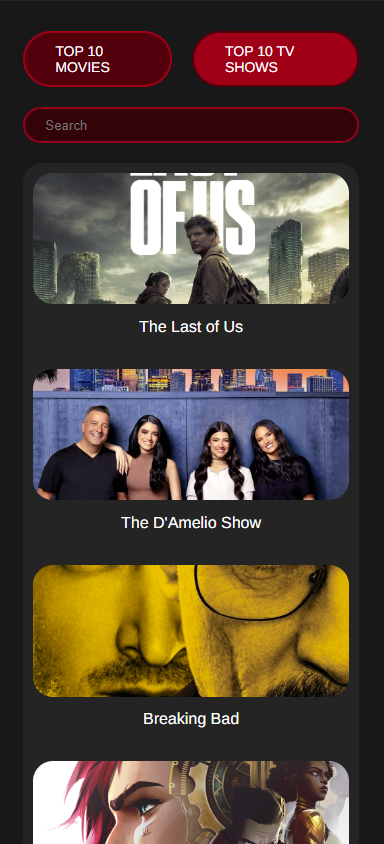 TOP 10
MOVIES
TOP 10 TV
SHOWS
Search
LAST
OF US
The Last of Us
The D'Amelio Show
Breaking Bad